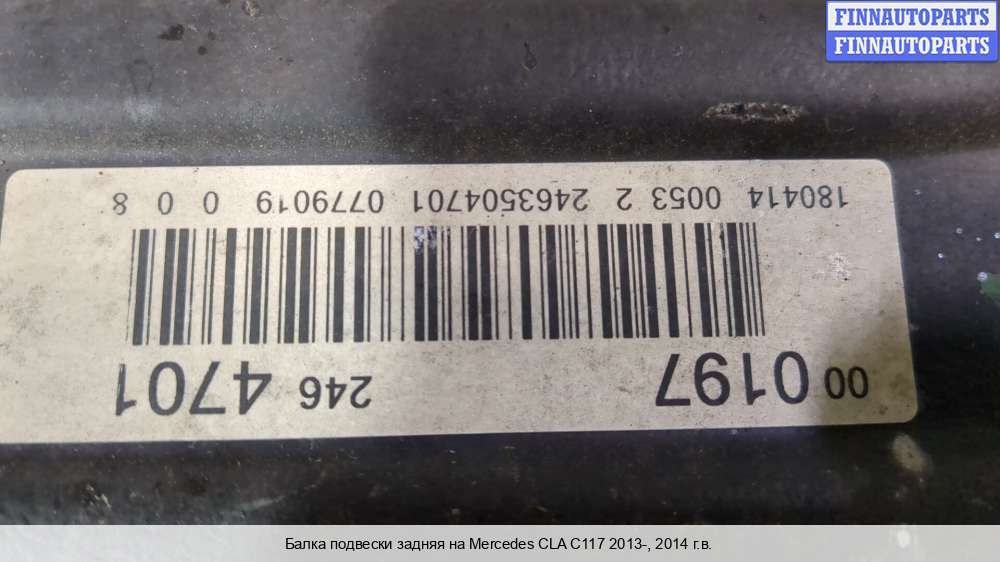 FINNAUTOPARTS
FINNAUTOPARTS
00 0197 246 4701
180414 0053 2 2463504701 0779019 0 0 8
Балка подвески задняя на Mercedes CLA C117 2013-, 2014 г.в.